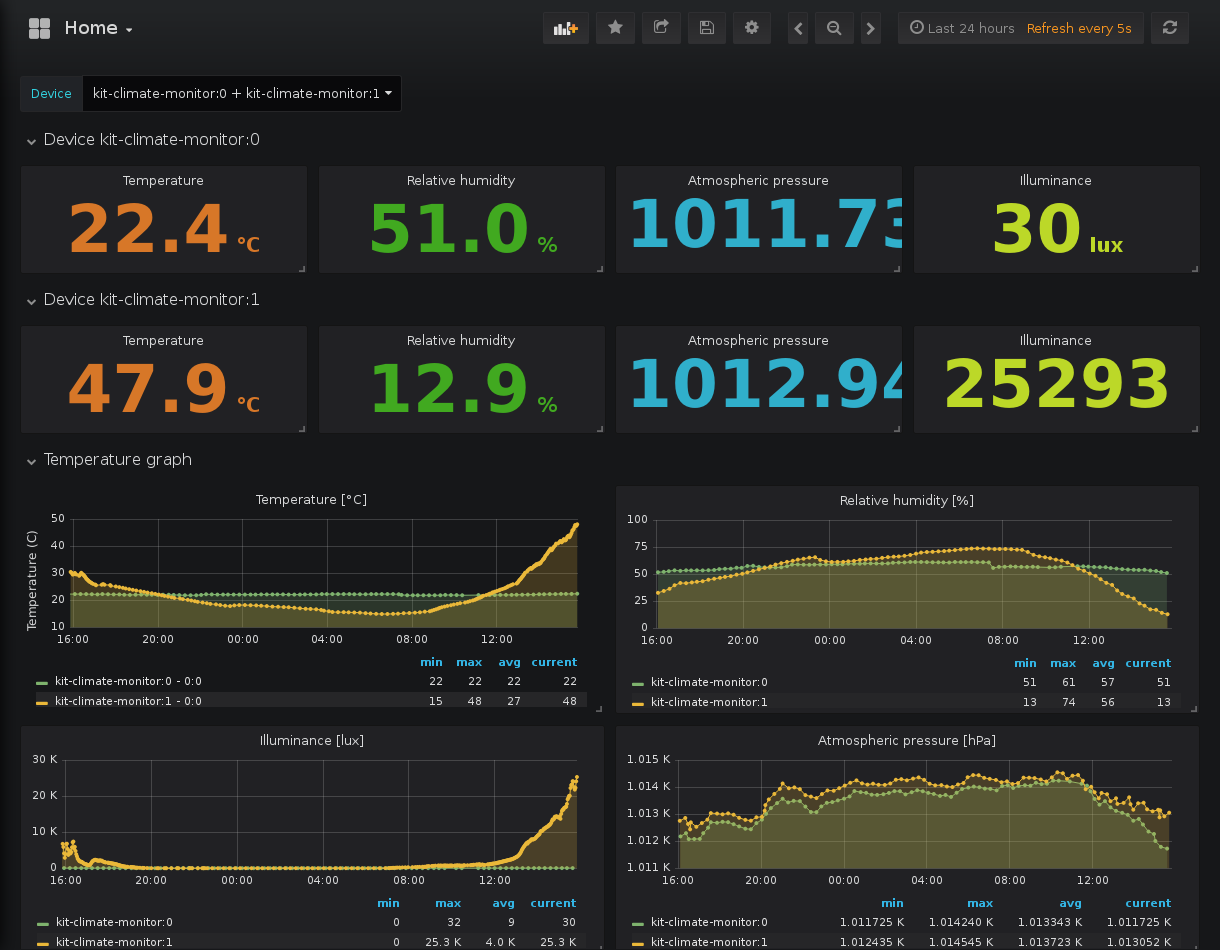 Home
Last 24 hours Refresh every 5s
Device kit-climate-monitor:0 + kit-climate-monitor:1
Device kit-climate-monitor:0
Temperature Relative humidity Atmospheric pressure Illuminance
22.4 °C 51.0 % 1011.73 30 lux
Device kit-climate-monitor:1
Temperature Relative humidity Atmospheric pressure Illuminance
47.9 °C 12.9 % 1012.94 25293
Temperature graph
Temperature [°C]
Temperature (C)
50
40
30
20
10
16:00 20:00 00:00 04:00 08:00 12:00
min max avg current
kit-climate-monitor:0 - 0:0 22 22 22 22
kit-climate-monitor:1 - 0:0 15 48 27 48
Relative humidity [%]
100
75
50
25
0
16:00 20:00 00:00 04:00 08:00 12:00
min max avg current
kit-climate-monitor:0 51 61 57 51
kit-climate-monitor:1 13 74 56 13
Illuminance [lux]
30 K
20 K
10 K
0
16:00 20:00 00:00 04:00 08:00 12:00
min max avg current
kit-climate-monitor:0 0 32 9 30
kit-climate-monitor:1 0 25.3 K 4.0 K 25.3 K
Atmospheric pressure [hPa]
1.015 K
1.014 K
1.013 K
1.012 K
1.011 K
16:00 20:00 00:00 04:00 08:00 12:00
min max avg current
kit-climate-monitor:0 1.011725 K 1.014240 K 1.013343 K 1.011725 K
kit-climate-monitor:1 1.012435 K 1.014545 K 1.013723 K 1.013052 K